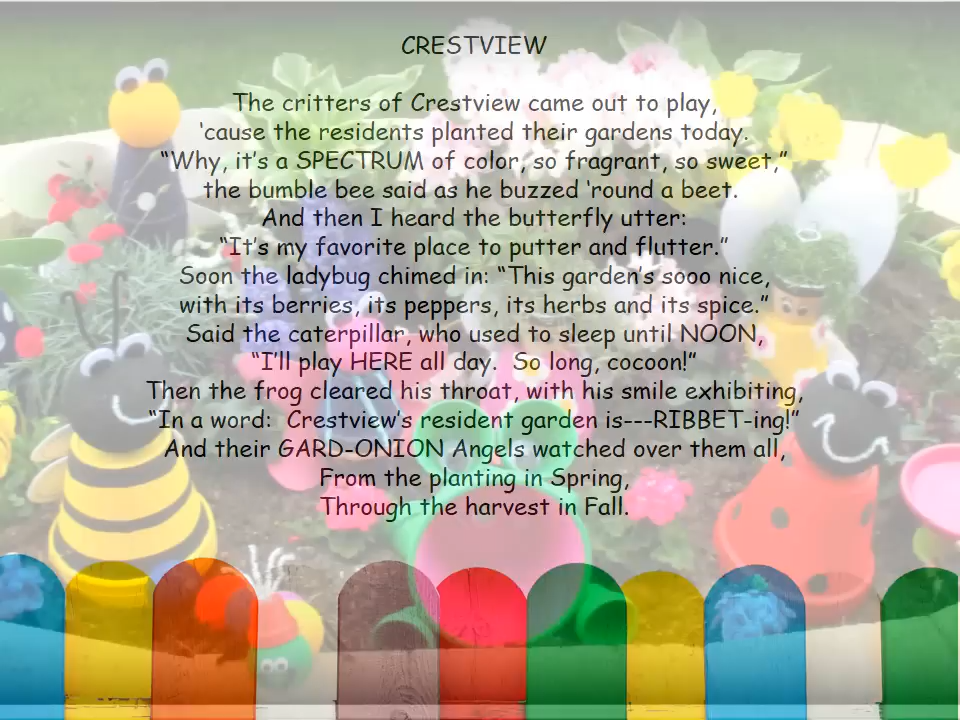 CRESTVIEW
The critters of Crestview came out to play,
‘cause the residents planted their gardens today.
“Why, it’s a SPECTRUM of color, so fragrant, so sweet,”
the bumble bee said as he buzzed ‘round a beet.
And then I heard the butterfly utter:
“It’s my favorite place to putter and flutter.”
Soon the ladybug chimed in: “This garden’s sooo nice,
with its berries, its peppers, its herbs and its spice.”
Said the caterpillar, who used to sleep until NOON,
“I’ll play HERE all day.  So long, cocoon!”
Then the frog cleared his throat, with his smile exhibiting,
“In a word:  Crestview’s resident garden is---RIBBET-ing!”
And their GARD-ONION Angels watched over them all,
From the planting in Spring,
Through the harvest in Fall.